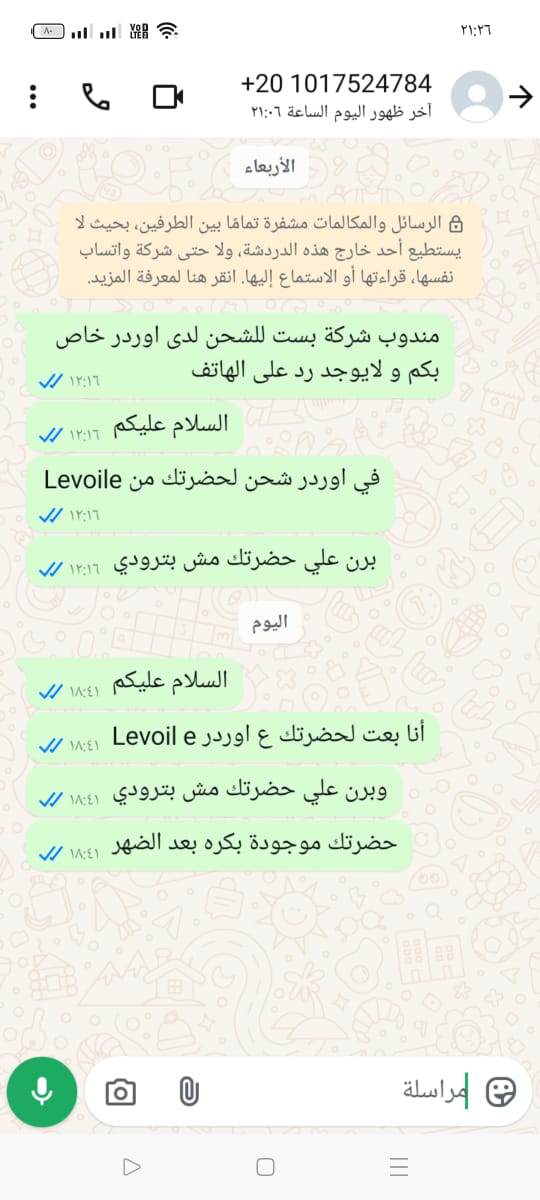 ٨٠
VoD
LTE
٢١:٢٦
+20 1017524784
آخر ظهور اليوم الساعة ٢١:٠٦
الأربعاء
الرسائل والمكالمات مشفرة تمامًا بين الطرفين، بحيث لا
يستطيع أحد خارج هذه الدردشة، ولا حتى شركة واتساب
نفسها، قراءتها أو الاستماع إليها. انقر هنا لمعرفة المزيد.
مندوب شركة بست للشحن لدى اوردر خاص
بكم و لايوجد رد على الهاتف
١٢:١٦
السلام عليكم
١٢:١٦
في اوردر شحن لحضرتك من Levoile
١٢:١٦
برن علي حضرتك مش بترودي
١٢:١٦
اليوم
السلام عليكم
١٨:٤١
أنا بعت لحضرتك ع اوردر Levoil e
١٨:٤١
وبرن علي حضرتك مش بترودي
١٨:٤١
حضرتك موجودة بكره بعد الضهر
١٨:٤١
مراسلة